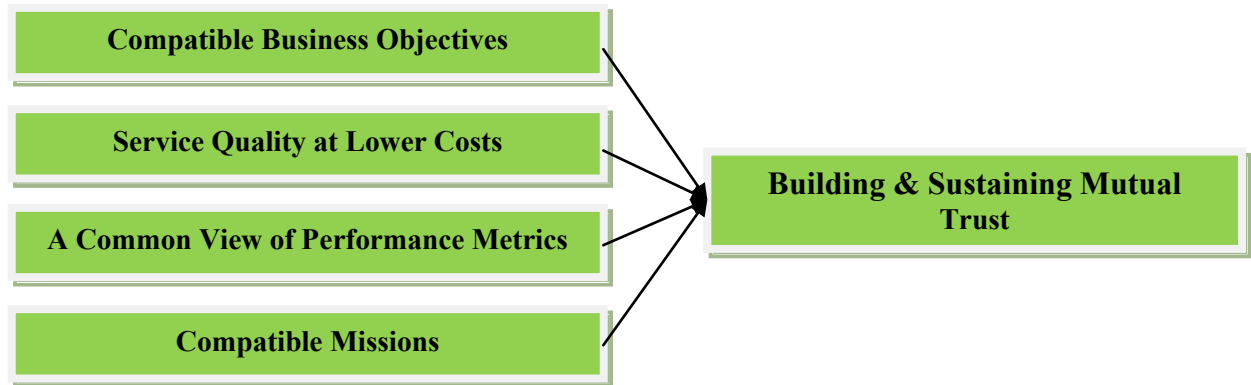 Compatible Business Objectives
Service Quality at Lower Costs
A Common View of Performance Metrics
Compatible Missions
Building & Sustaining Mutual
Trust